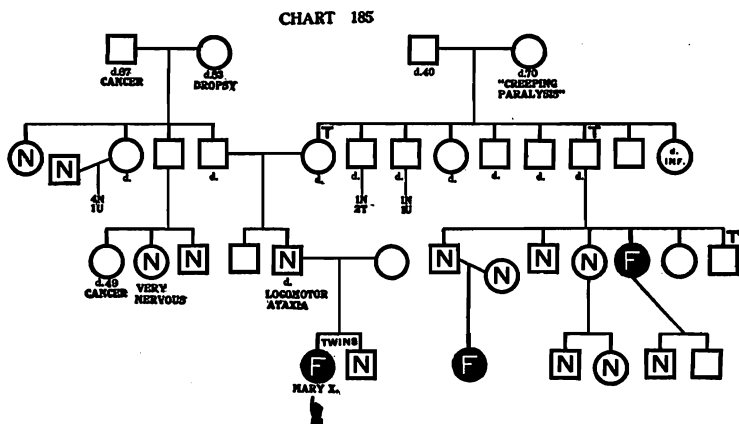 CHART 185
d.67
CANCER
d.53
DROPSY
d.40
d.70
"CREEPING
PARALYSIS"
T
T
N
N
d.
d.
d.
d.
d.
d.
d.
d.
d.
d.
INF.
4N
1U
1N
2T
1N
N
N
N
N
N
N
F
T
d.49
CANCER
VERY
NERVOUS
N
d.
LOCOMOTOR
ATAXIA
N
TWINS
F
N
F
N
N
N
MARY X.